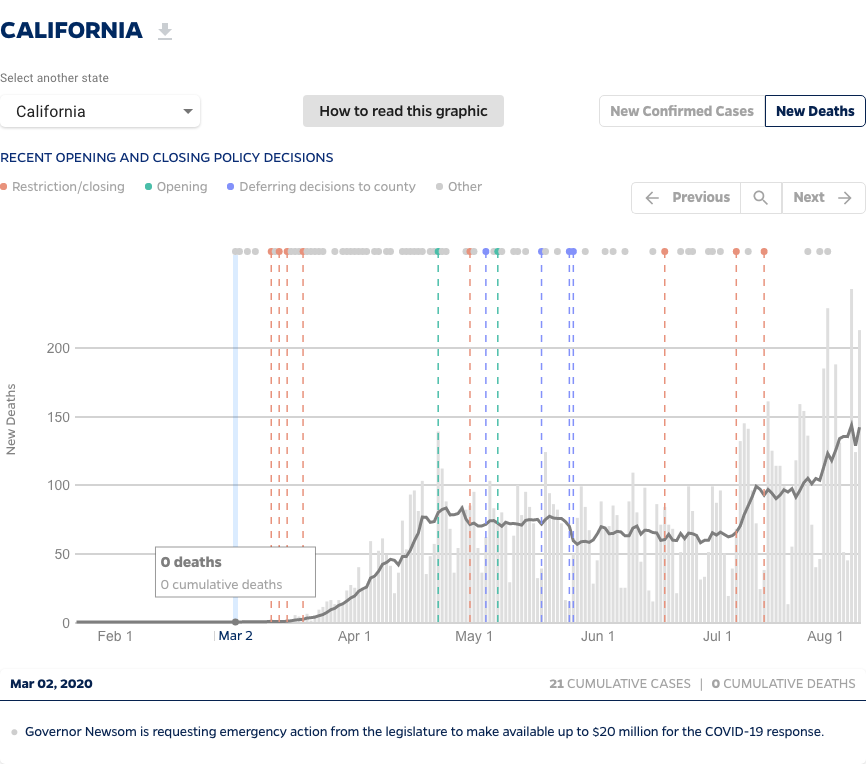 CALIFORNIA
Select another state
California
How to read this graphic
New Confirmed Cases
New Deaths
RECENT OPENING AND CLOSING POLICY DECISIONS
Restriction/closing
Opening
Deferring decisions to county
Other
Previous
Next
New Deaths
200
150
100
50
0
0 deaths
0 cumulative deaths
Feb 1
Mar 2
Apr 1
May 1
Jun 1
Jul 1
Aug 1
Mar 02, 2020
21 CUMULATIVE CASES | 0 CUMULATIVE DEATHS
Governor Newsom is requesting emergency action from the legislature to make available up to $20 million for the COVID-19 response.